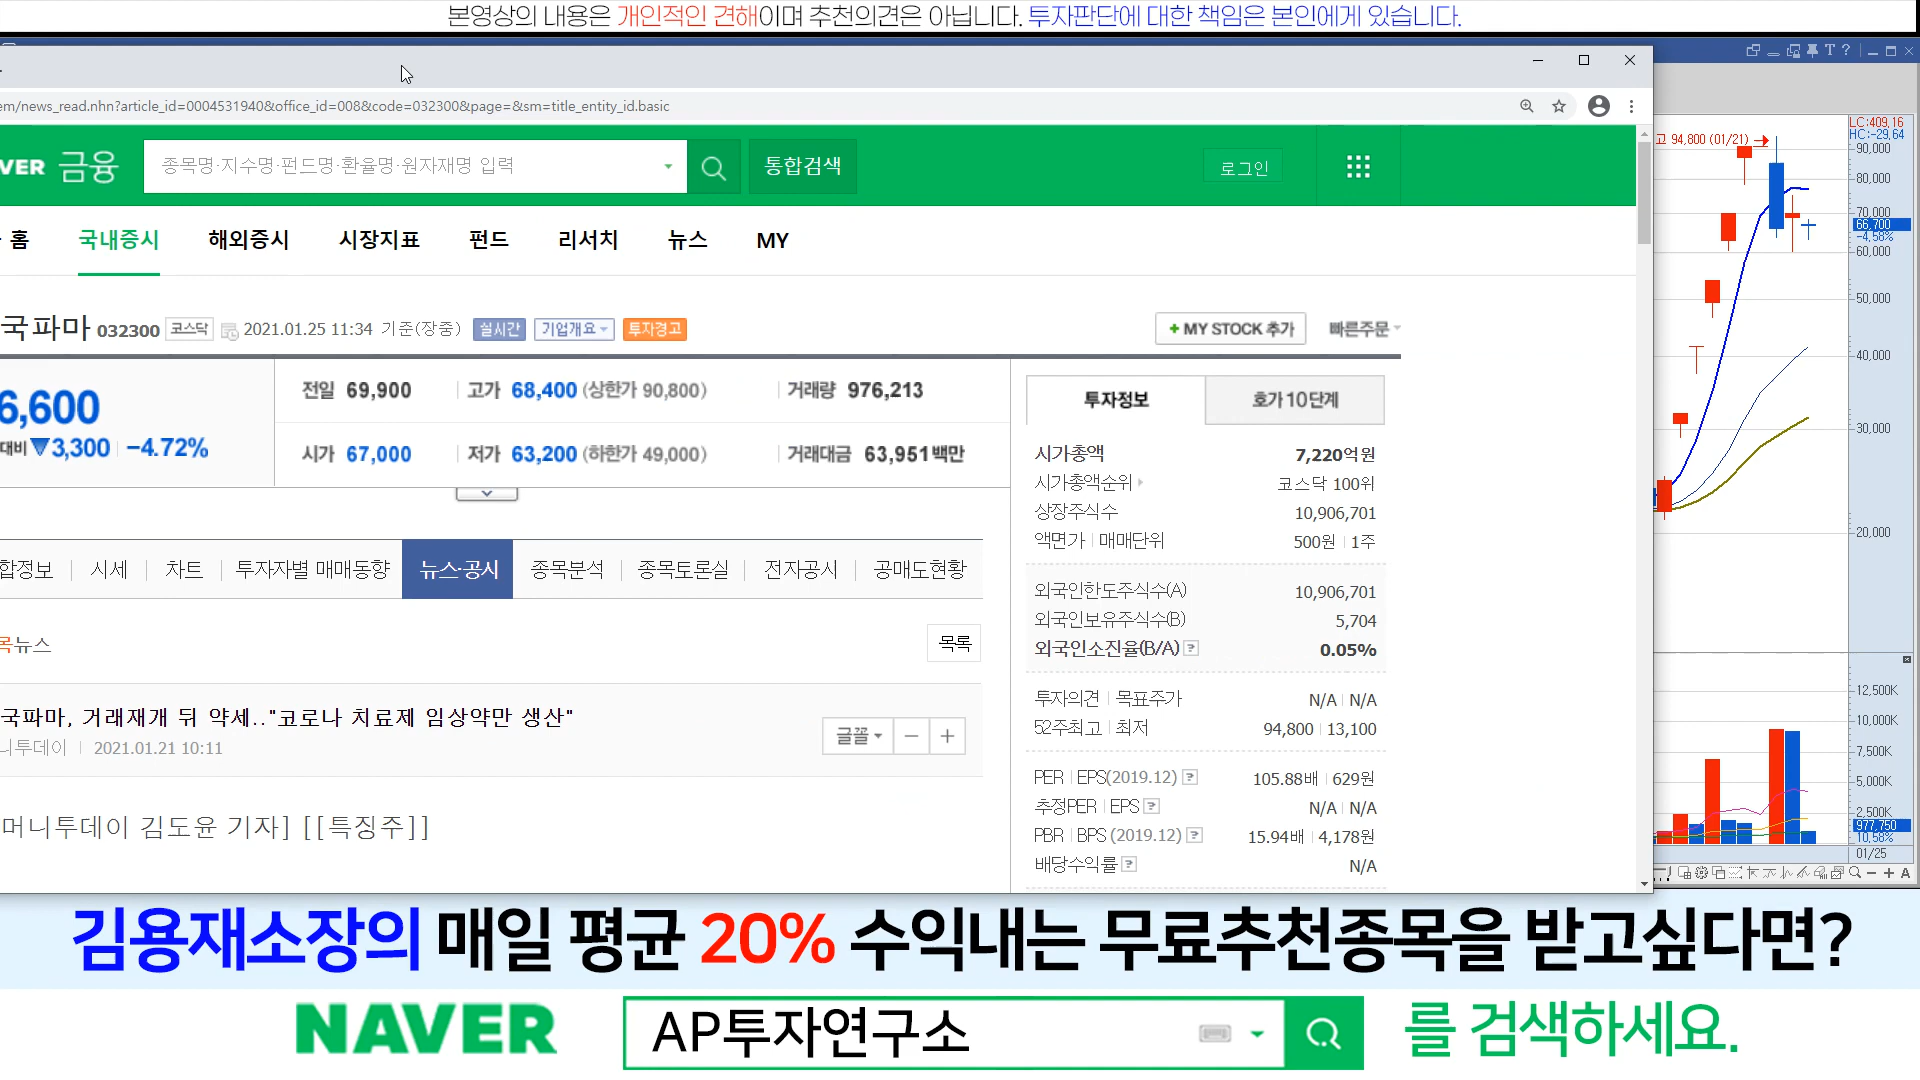 본영상의 내용은 개인적인 견해이며 추천의견은 아닙니다. 투자판단에 대한 책임은 본인에게 있습니다.
em/news_read.nhn?article_id=0004531940&office_id=008&code=032300&page=&sm=title_entity_id.basic
VER 금융
종목명·지수명·펀드명·환율명·원자재명 입력
통합검색
로그인
홈 국내증시 해외증시 시장지표 펀드 리서치 뉴스 MY
국파마 032300 코스닥 2021.01.25 11:34 기준(장중) 실시간 기업개요 투자경고
+ MY STOCK 추가 빠른주문
6,600
대비 ▼3,300 −4.72%
전일 69,900 고가 68,400 (상한가 90,800) 거래량 976,213
시가 67,000 저가 63,200 (하한가 49,000) 거래대금 63,951백만
합정보 시세 차트 투자자별 매매동향 뉴스·공시 종목분석 종목토론실 전자공시 공매도현황
목뉴스
목록
국파마, 거래재개 뒤 약세.."코로나 치료제 임상약만 생산"
니투데이 2021.01.21 10:11
글꼴 − +
머니투데이 김도윤 기자] [[특징주]]
투자정보 호가10단계
시가총액 7,220억원
시가총액순위 코스닥 100위
상장주식수 10,906,701
액면가 매매단위 500원 1주
외국인한도주식수(A) 10,906,701
외국인보유주식수(B) 5,704
외국인소진율(B/A) ? 0.05%
투자의견 목표주가 N/A N/A
52주최고 최저 94,800 13,100
PER EPS(2019.12) ? 105.88배 629원
추정PER EPS ? N/A N/A
PBR BPS (2019.12) ? 15.94배 4,178원
배당수익률 ? N/A
T ?
LC:409,16
HC:-29,64
고 94,800 (01/21)
90,000
80,000
70,000
66,700
-4,58%
60,000
50,000
40,000
30,000
20,000
12,500K
10,000K
7,500K
5,000K
2,500K
977,750
10,58%
01/25
− + A
김용재소장의 매일 평균 20% 수익내는 무료추천종목을 받고싶다면?
NAVER AP투자연구소 를 검색하세요.